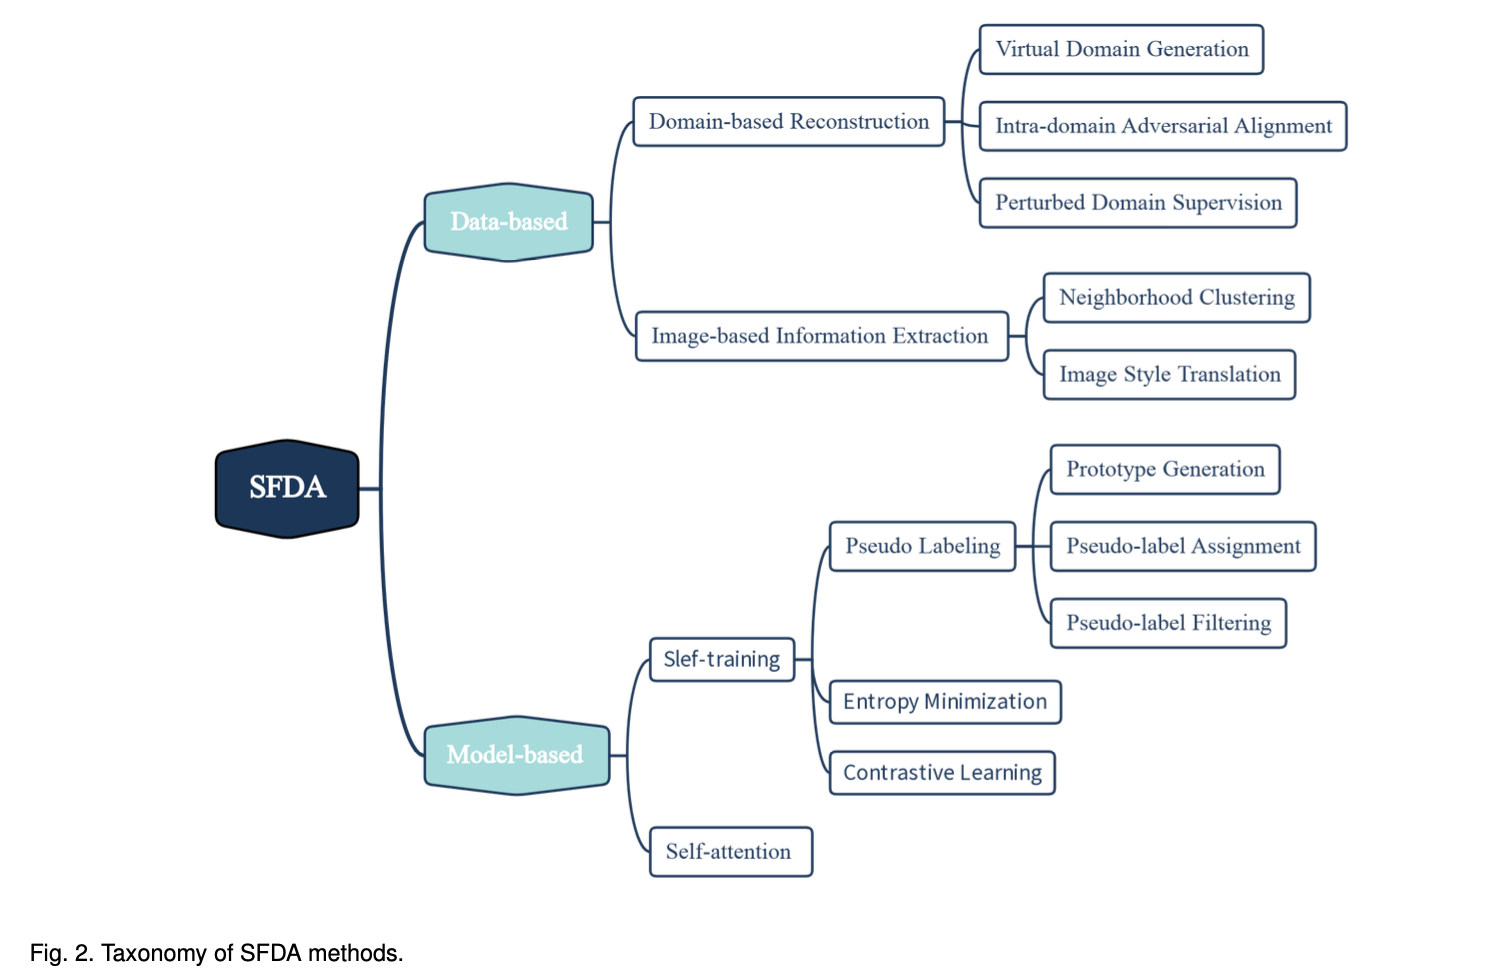 SFDA
Data-based
Domain-based Reconstruction
Virtual Domain Generation
Intra-domain Adversarial Alignment
Perturbed Domain Supervision
Image-based Information Extraction
Neighborhood Clustering
Image Style Translation
Model-based
Slef-training
Pseudo Labeling
Prototype Generation
Pseudo-label Assignment
Pseudo-label Filtering
Entropy Minimization
Contrastive Learning
Self-attention
Fig. 2. Taxonomy of SFDA methods.